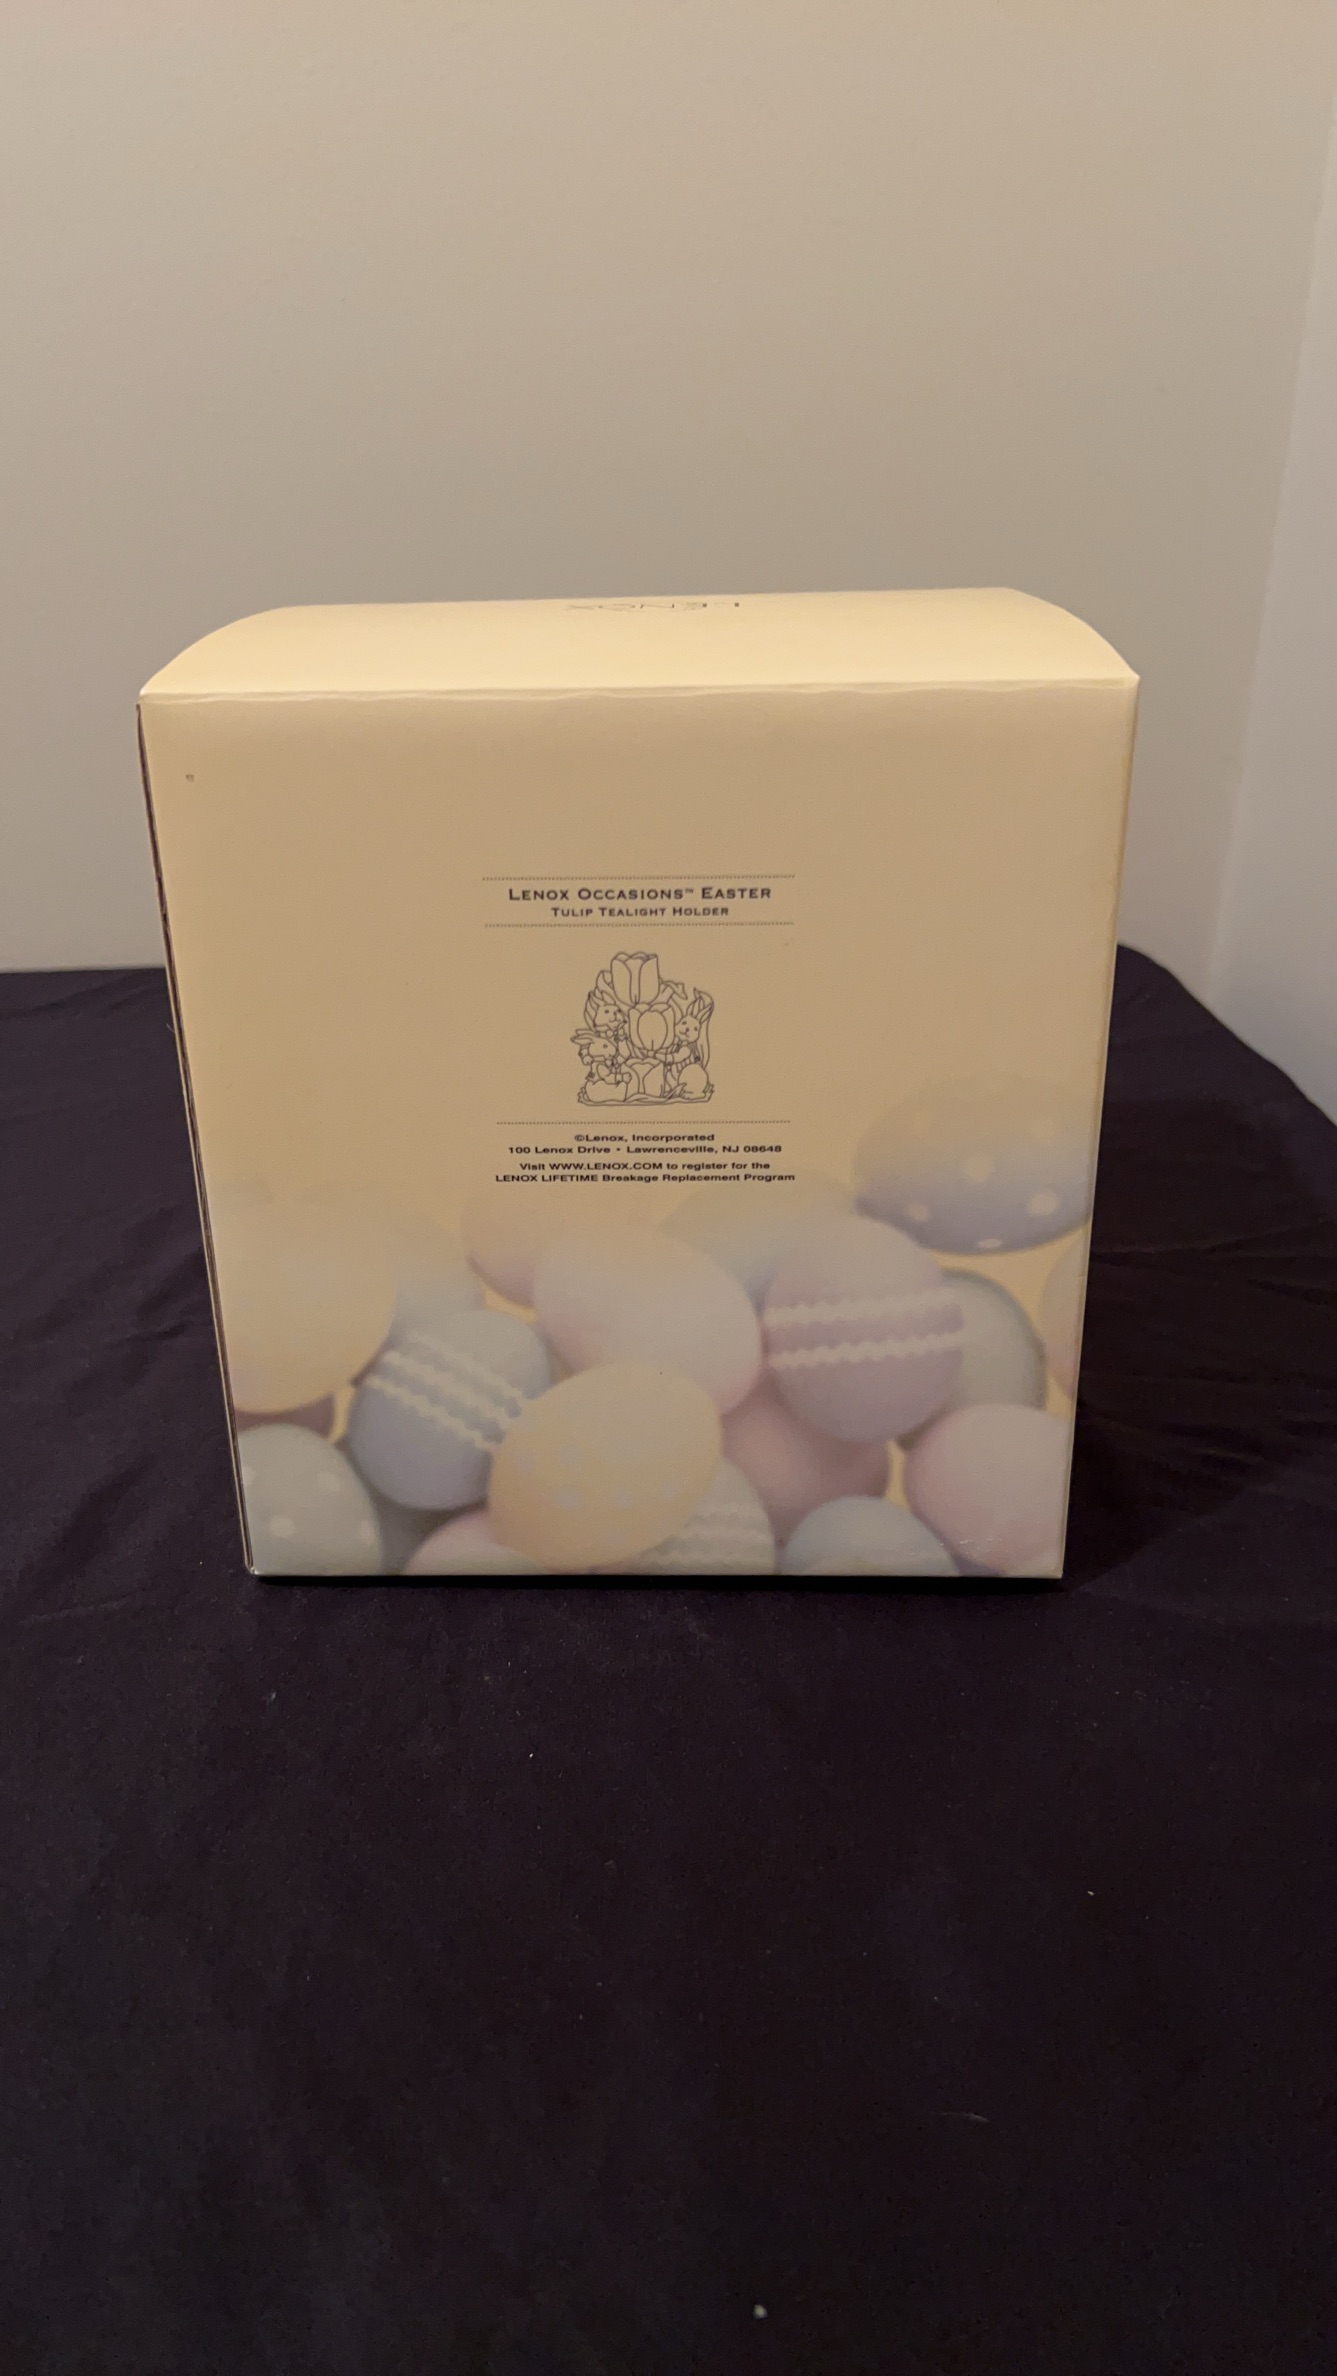 LENOX
LENOX OCCASIONS™ EASTER
TULIP TEALIGHT HOLDER
©Lenox, Incorporated
100 Lenox Drive • Lawrenceville, NJ 08648
Visit WWW.LENOX.COM to register for the
LENOX LIFETIME Breakage Replacement Program